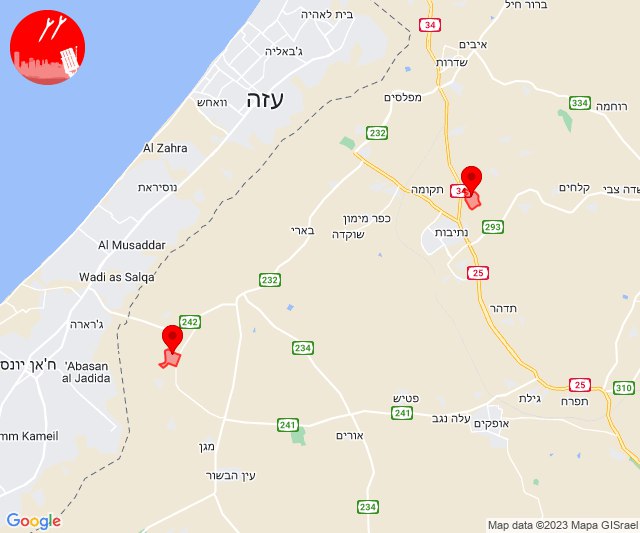 ברור חיל
בית לאהיה
34
איבים
ג'באליה
שדרות
מפלסים
334
רוחמה
עזה
וואחש
232
Al Zahra
נוסיראת
תקומה
34
קלחים
שדה צבי
כפר מימון
שוקדה
293
בארי
נתיבות
Al Musaddar
Wadi as Salqa
25
232
תדהר
ג'רארה
242
234
ח'אן יונס
'Abasan
al Jadida
25
310
פטיש
גילת
תפרח
241
241
עלה נגב
אופקים
mm Kameil
מגן
אורים
עין הבשור
234
Google
Map data ©2023 Mapa GISrael